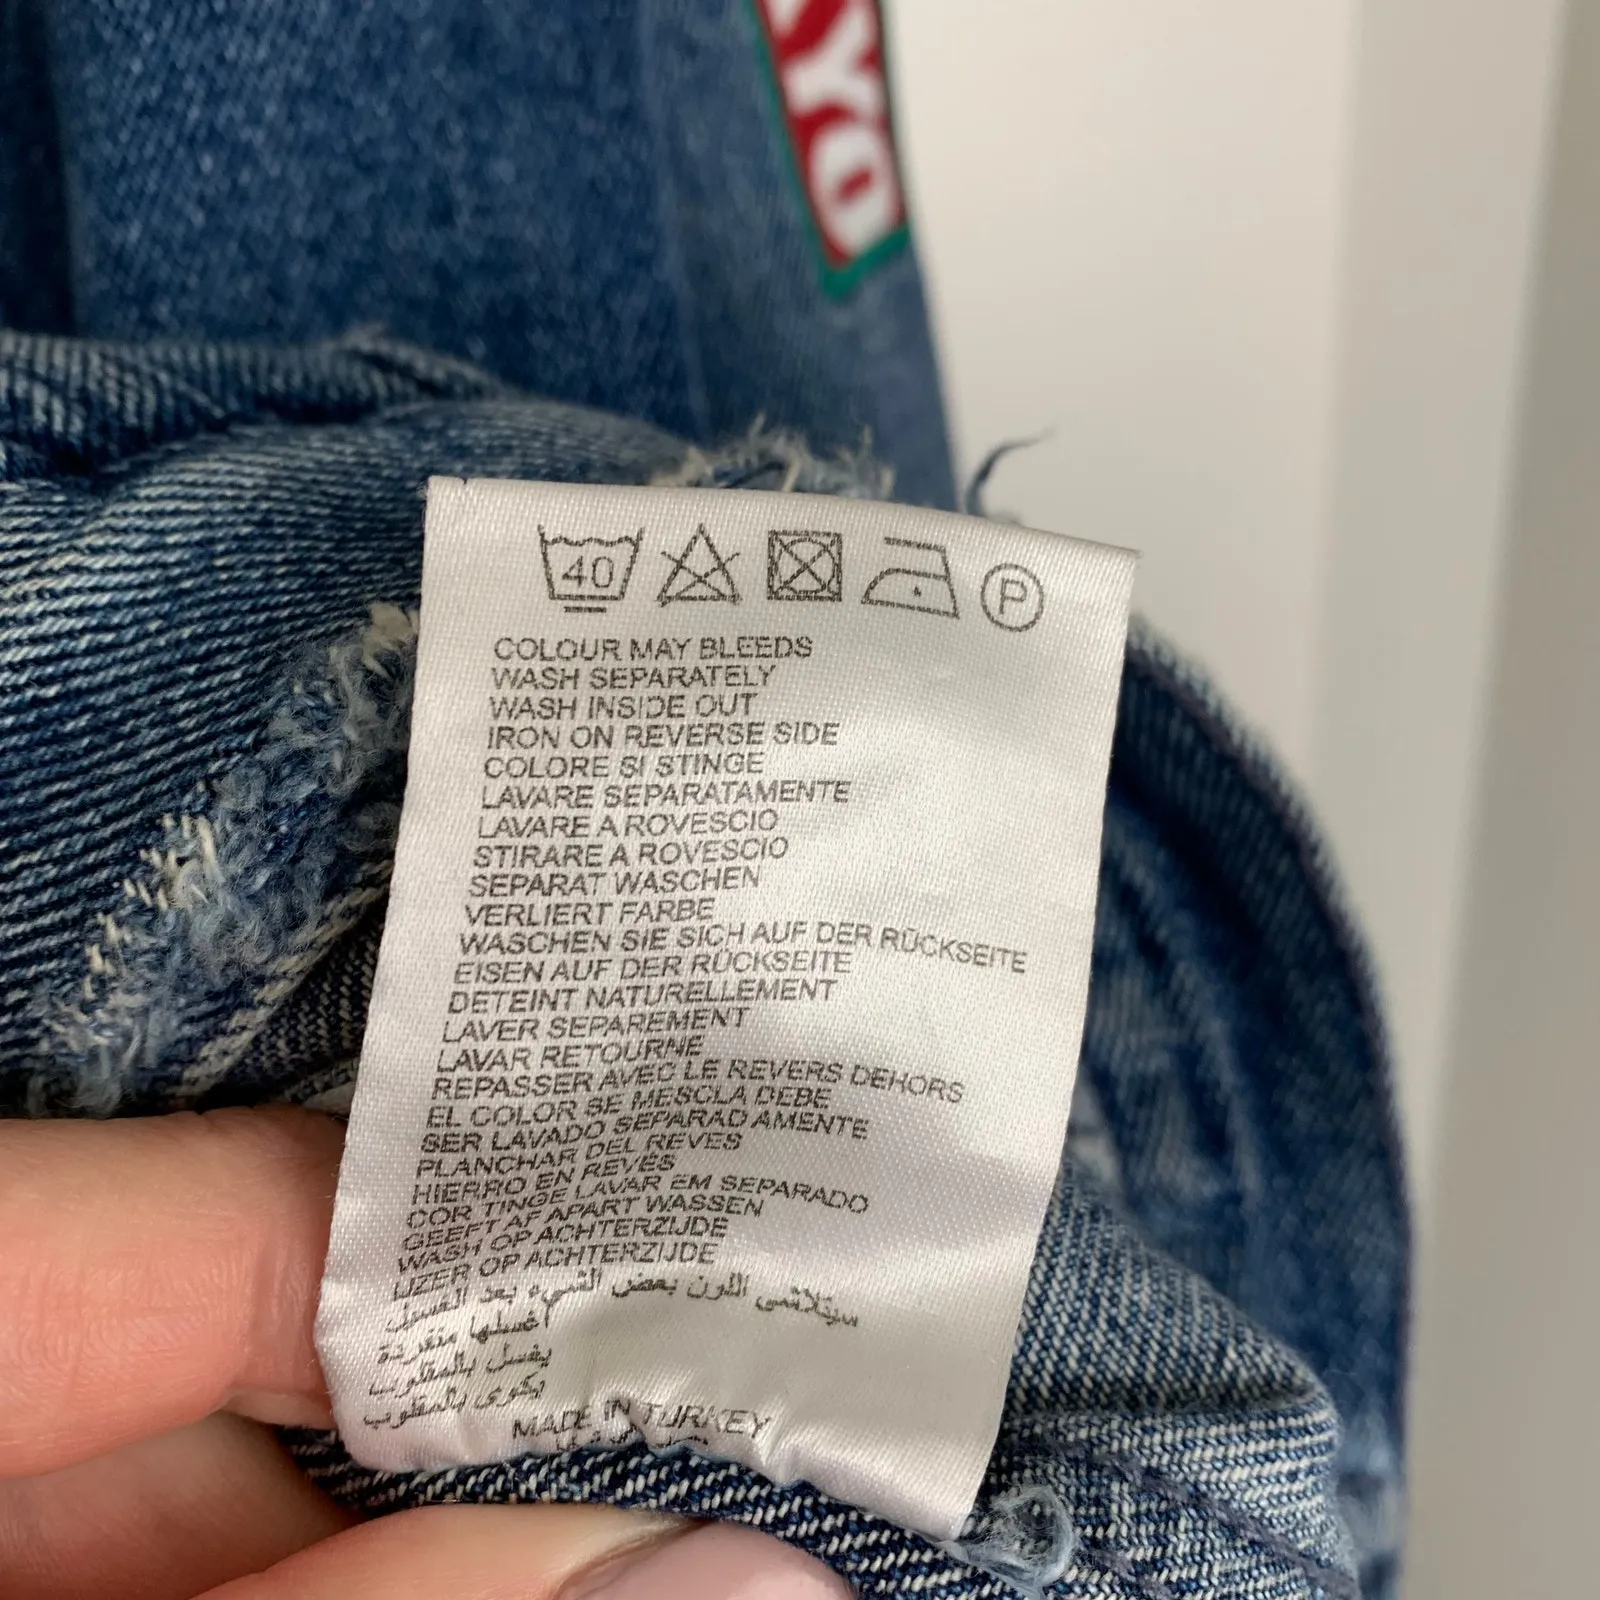 YO
40
P
COLOUR MAY BLEEDS
WASH SEPARATELY
WASH INSIDE OUT
IRON ON REVERSE SIDE
COLORE SI STINGE
LAVARE SEPARATAMENTE
LAVARE A ROVESCIO
STIRARE A ROVESCIO
SEPARAT WASCHEN
VERLIERT FARBE
WASCHEN SIE SICH AUF DER RÜCKSEITE
EISEN AUF DER RÜCKSEITE
DETEINT NATURELLEMENT
LAVER SEPAREMENT
LAVAR RETOURNE
REPASSER AVEC LE REVERS DEHORS
EL COLOR SE MESCLA DEBE
SER LAVADO SEPARAD AMENTE
PLANCHAR DEL REVES
HIERRO EN REVÉS
COR TINGE LAVAR EM SEPARADO
GEEFT AF APART WASSEN
WASH OP ACHTERZIJDE
IJZER OP ACHTERZIJDE
سيتلاشى اللون بعض الشيء بعد الغسيل
أغسلها منفردة
يغسل بالمقلوب
يكوى بالمقلوب
MADE IN TURKEY